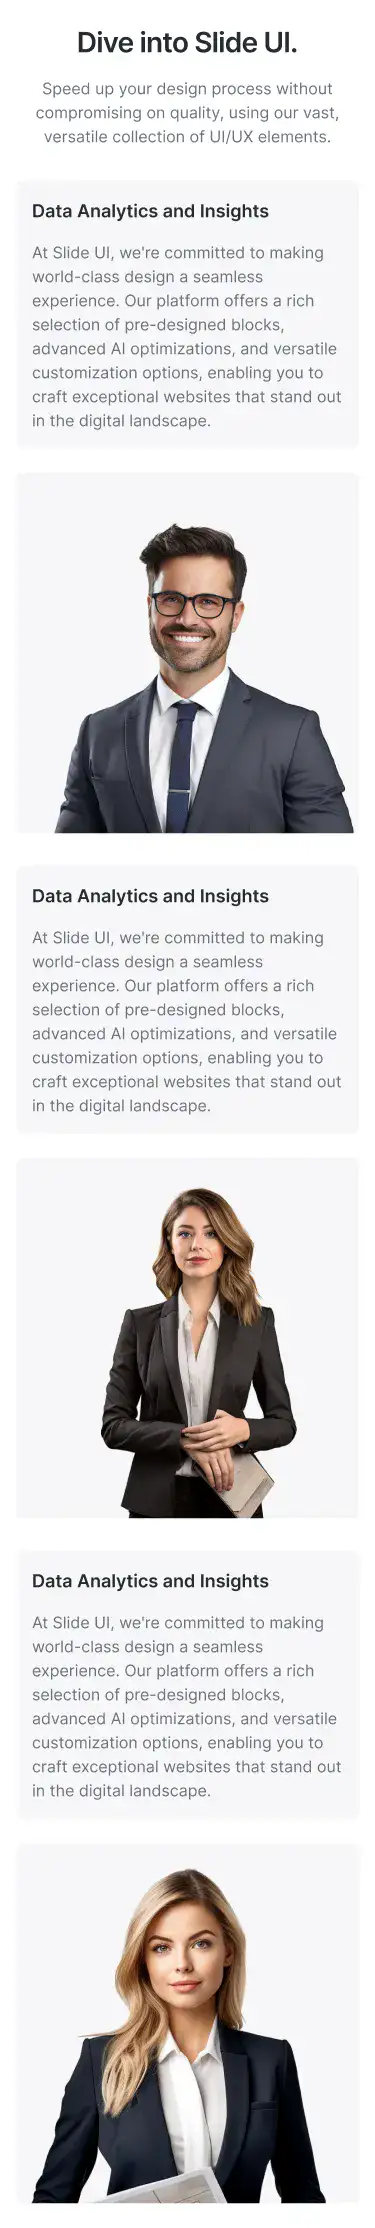 Dive into Slide UI.
Speed up your design process without
compromising on quality, using our vast,
versatile collection of UI/UX elements.
Data Analytics and Insights
At Slide UI, we're committed to making
world-class design a seamless
experience. Our platform offers a rich
selection of pre-designed blocks,
advanced AI optimizations, and versatile
customization options, enabling you to
craft exceptional websites that stand out
in the digital landscape.
Data Analytics and Insights
At Slide UI, we're committed to making
world-class design a seamless
experience. Our platform offers a rich
selection of pre-designed blocks,
advanced AI optimizations, and versatile
customization options, enabling you to
craft exceptional websites that stand out
in the digital landscape.
Data Analytics and Insights
At Slide UI, we're committed to making
world-class design a seamless
experience. Our platform offers a rich
selection of pre-designed blocks,
advanced AI optimizations, and versatile
customization options, enabling you to
craft exceptional websites that stand out
in the digital landscape.